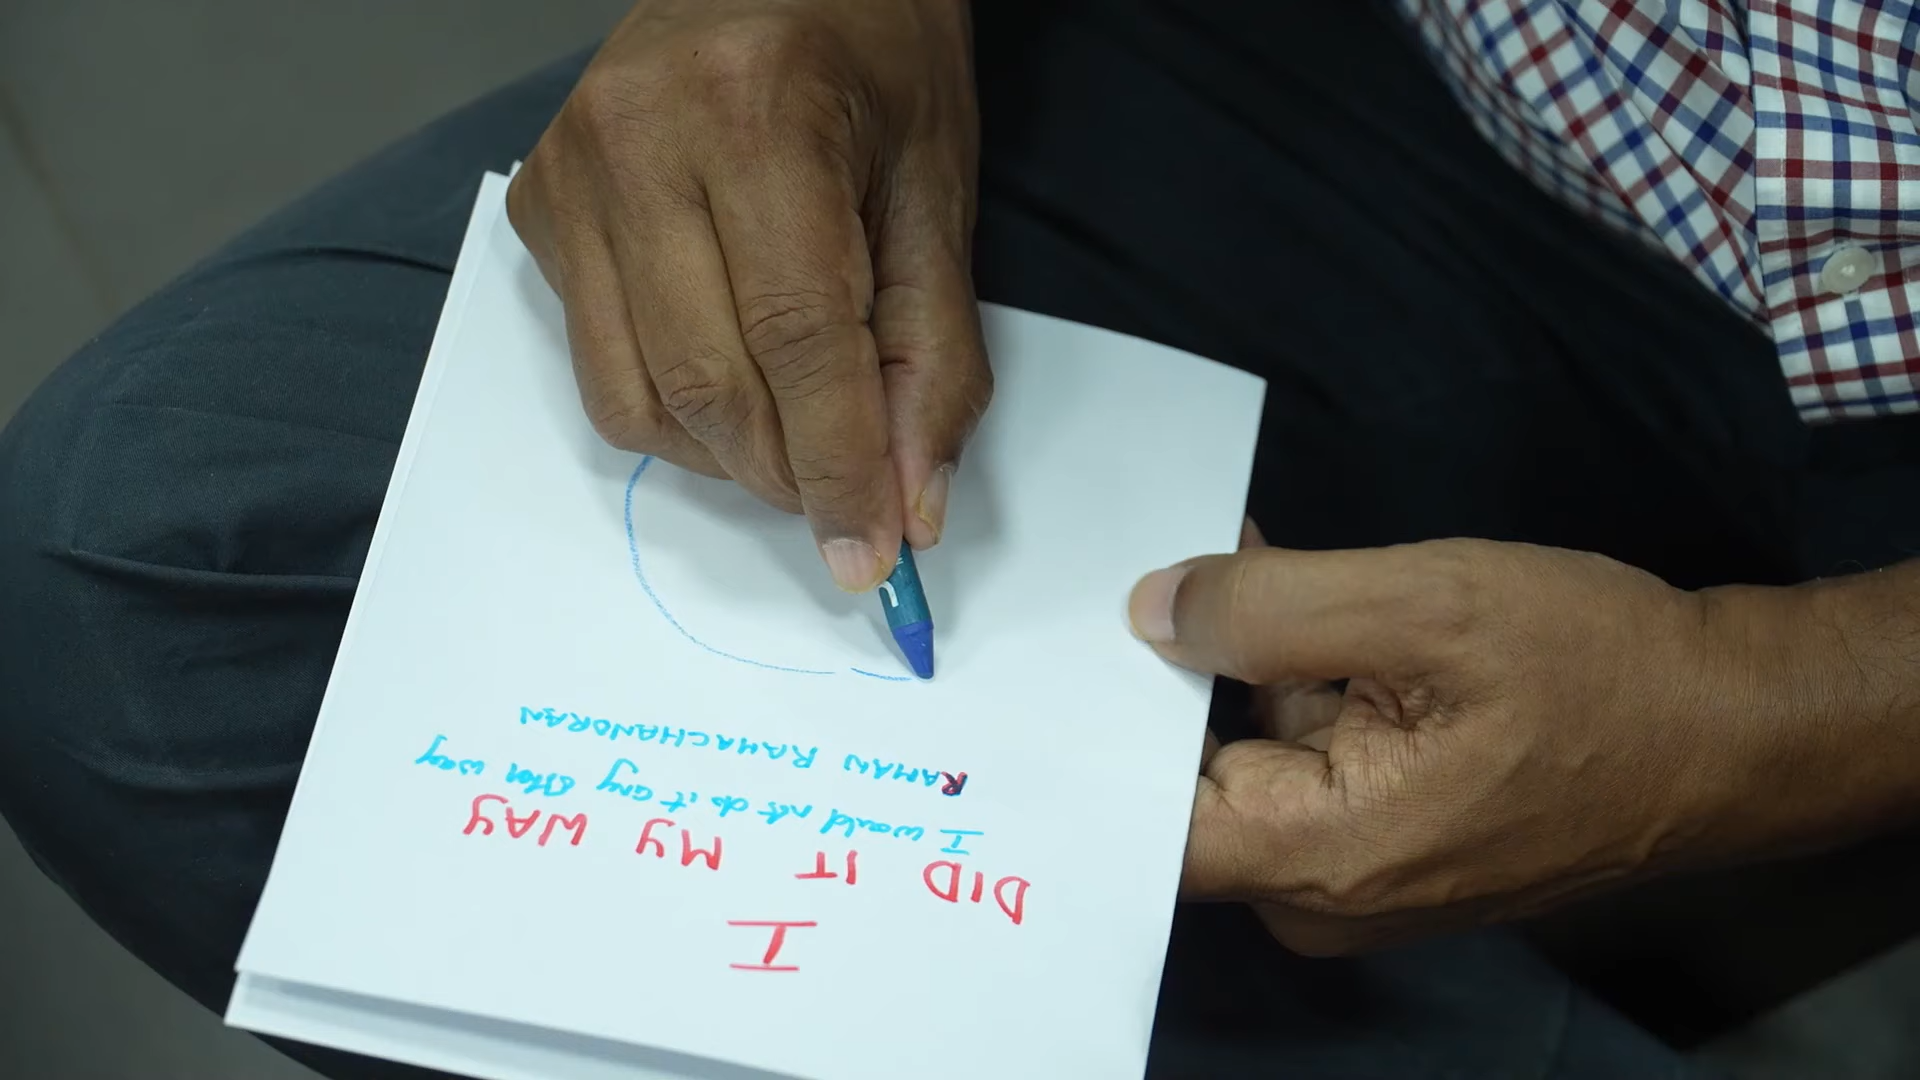 I
DID IT MY WAY
I would not do it any other way
RAMAN RAMACHANDRAN